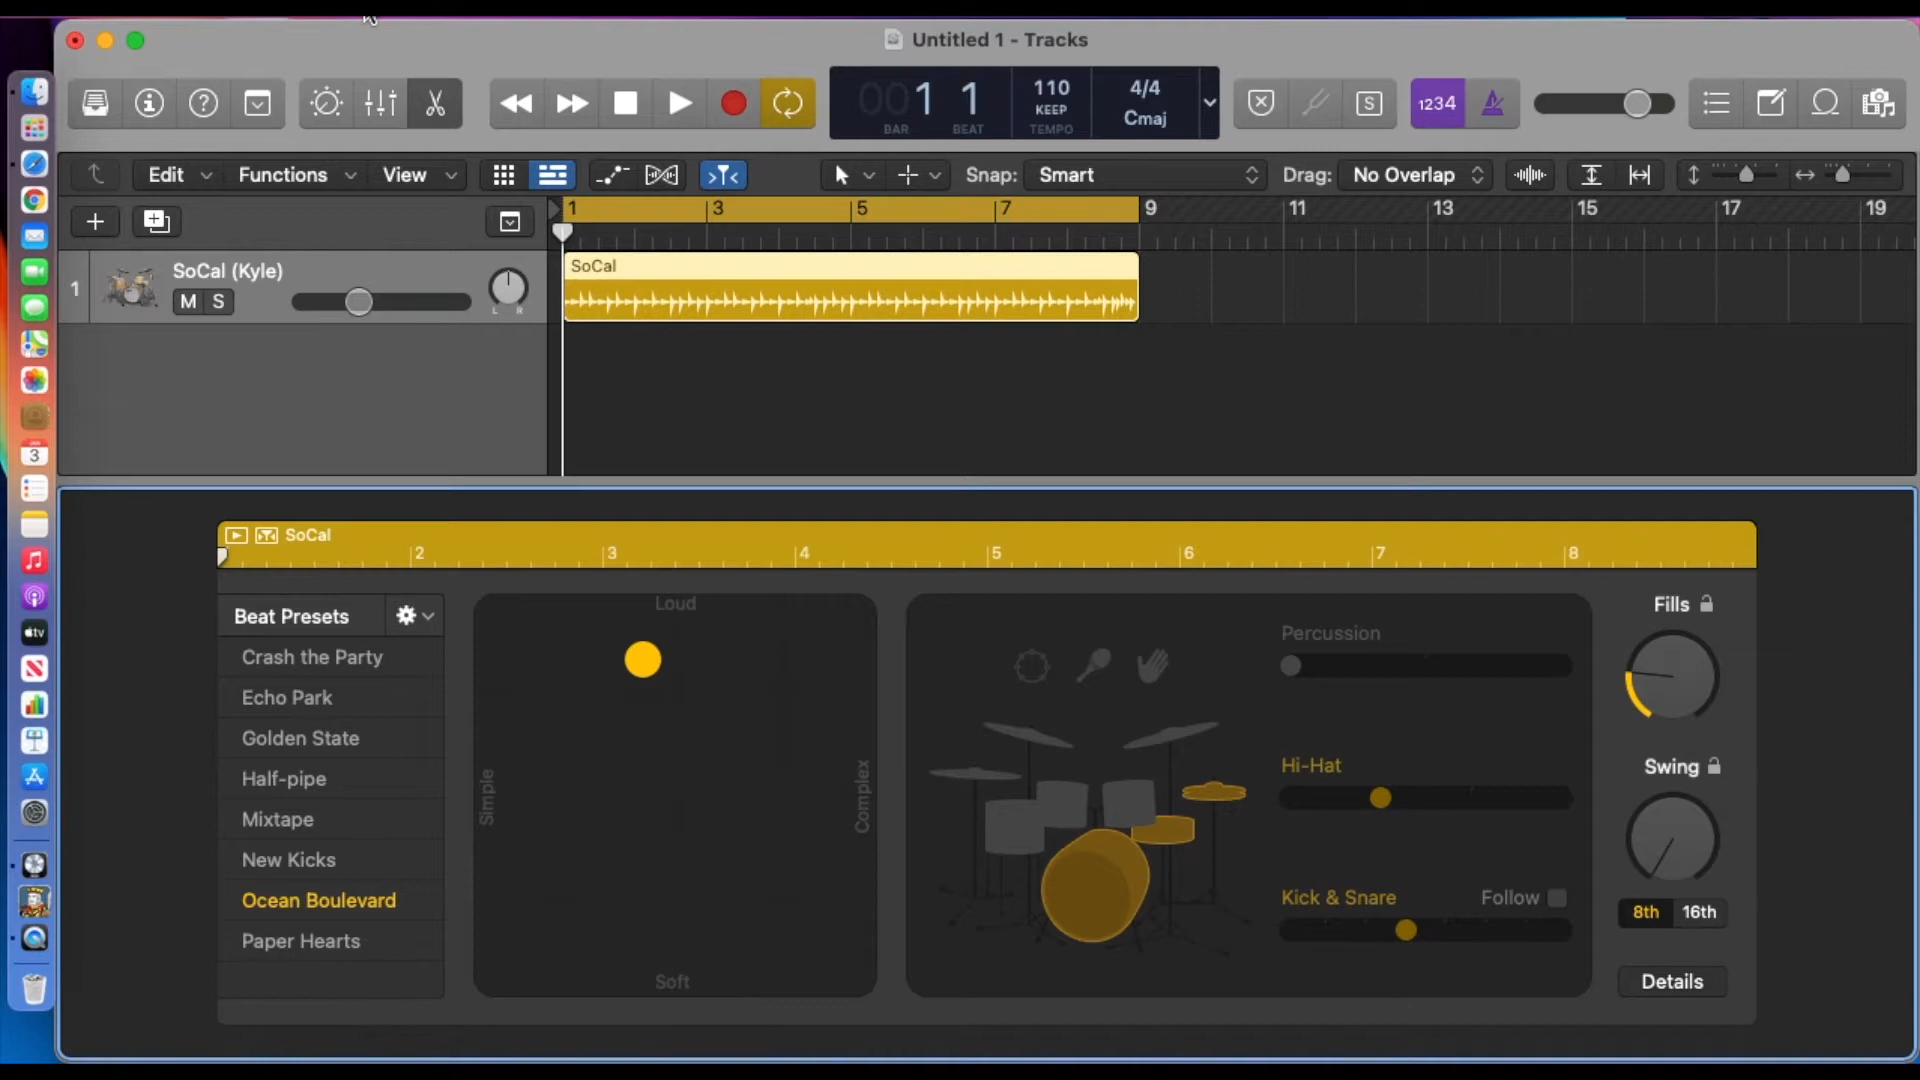 Untitled 1 - Tracks
001 1
BAR BEAT
110
KEEP
TEMPO
4/4
Cmaj
S
1234
Edit Functions View Snap: Smart Drag: No Overlap
1 3 5 7 9 11 13 15 17 19
1
SoCal (Kyle)
M S
L R
SoCal
SoCal
2 3 4 5 6 7 8
Beat Presets
Crash the Party
Echo Park
Golden State
Half-pipe
Mixtape
New Kicks
Ocean Boulevard
Paper Hearts
Loud
Simple
Complex
Soft
Percussion
Hi-Hat
Kick & Snare Follow
Fills
Swing
8th 16th
Details
JAN
3
tv